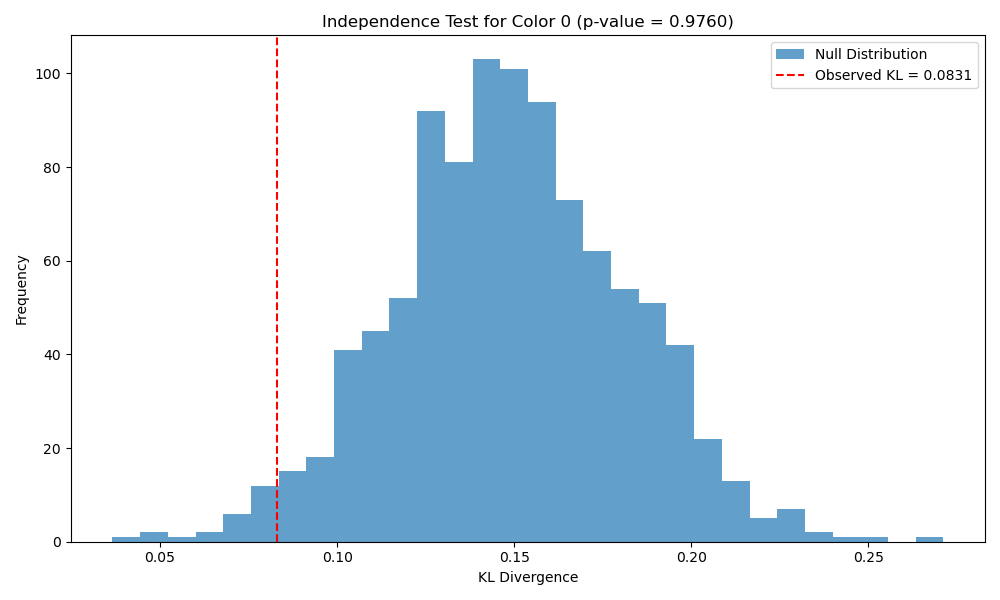 Independence Test for Color 0 (p-value = 0.9760)
Null Distribution
Observed KL = 0.0831
Frequency
100
80
60
40
20
0
0.05 0.10 0.15 0.20 0.25
KL Divergence